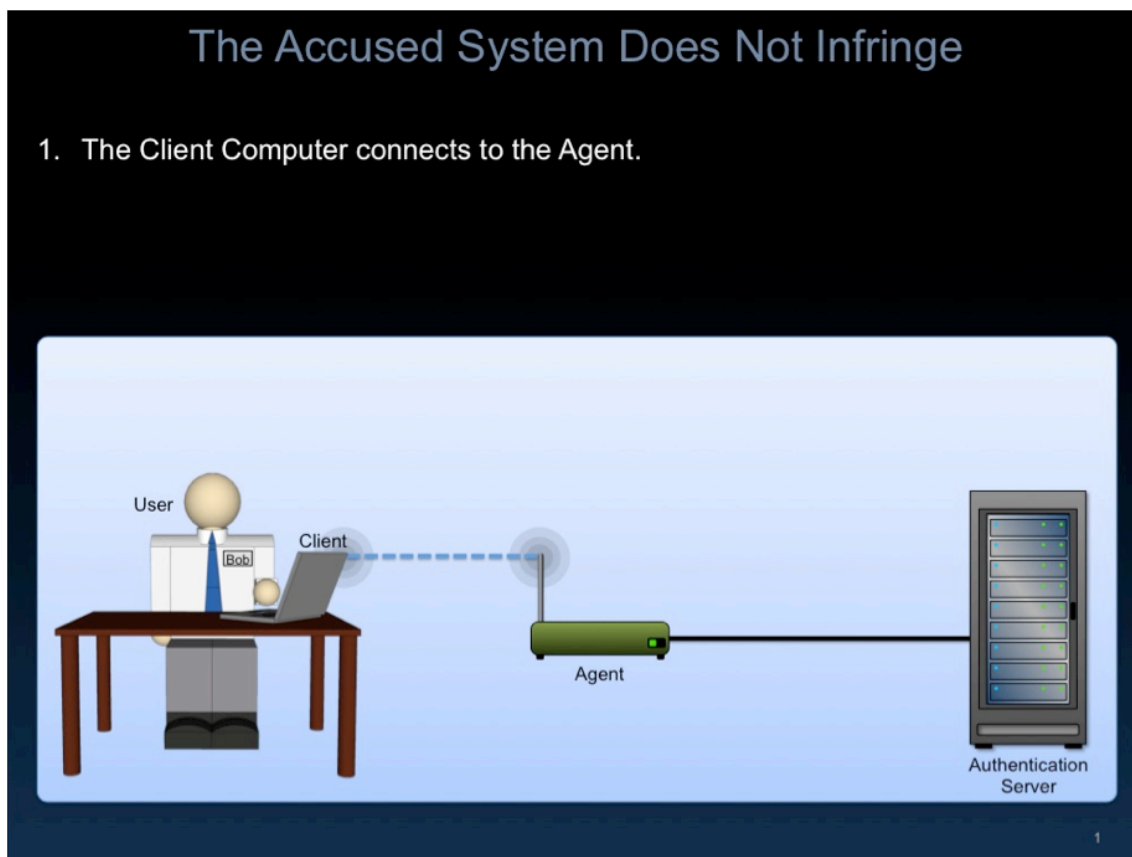 The Accused System Does Not Infringe
1. The Client Computer connects to the Agent.
User
Client
Bob
Agent
Authentication
Server
1